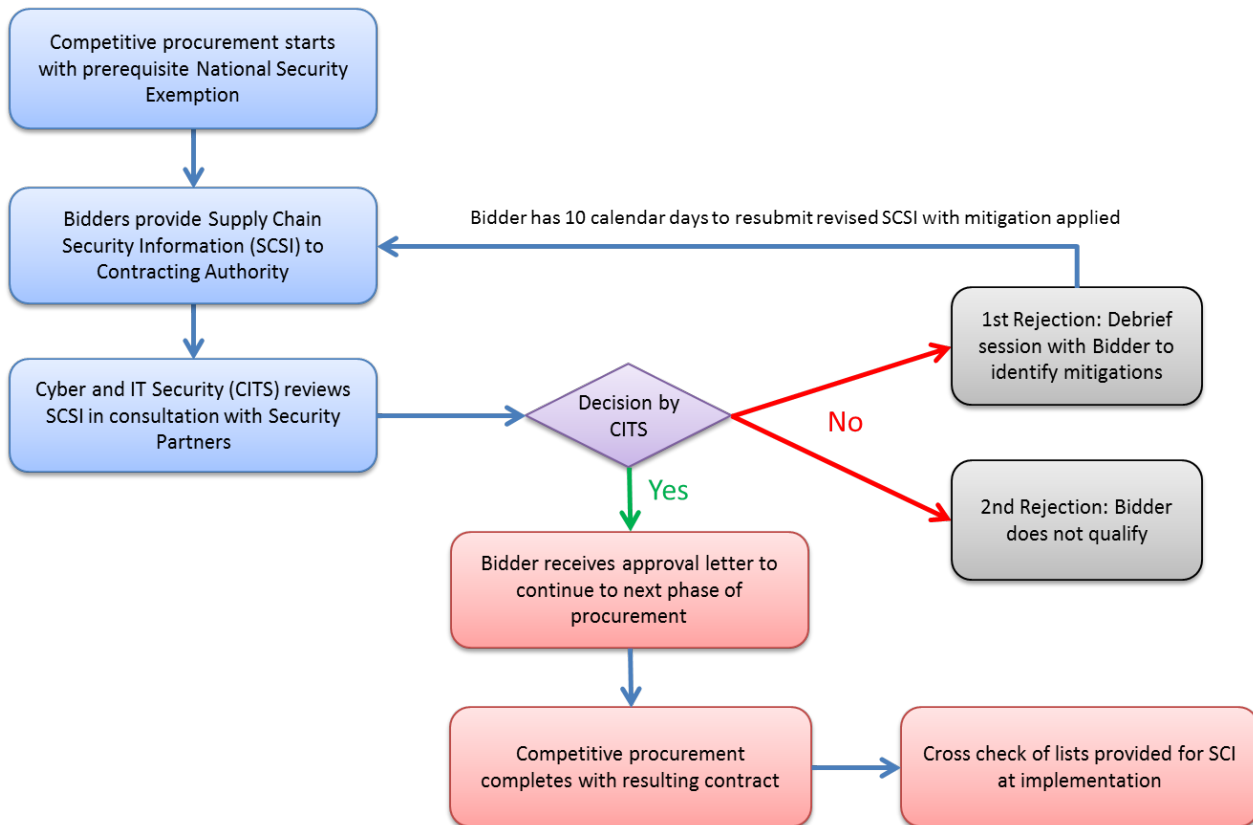 Competitive procurement starts
with prerequisite National Security
Exemption
Bidders provide Supply Chain
Security Information (SCSI) to
Contracting Authority
Bidder has 10 calendar days to resubmit revised SCSI with mitigation applied
1st Rejection: Debrief
session with Bidder to
identify mitigations
Cyber and IT Security (CITS) reviews
SCSI in consultation with Security
Partners
Decision by
CITS
No
Yes
2nd Rejection: Bidder
does not qualify
Bidder receives approval letter to
continue to next phase of
procurement
Competitive procurement
completes with resulting contract
Cross check of lists provided for SCI
at implementation